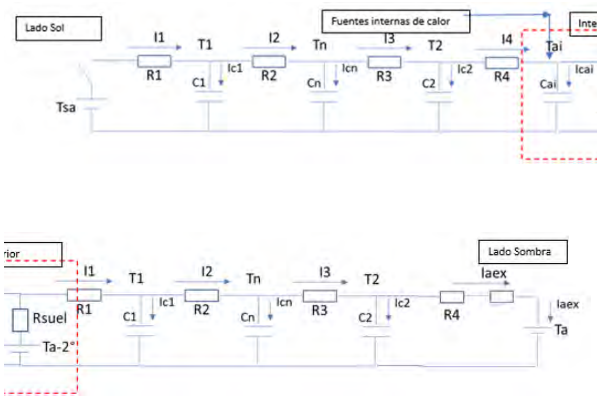 Lado Sol
Fuentes internas de calor
Inte
I1 T1 I2 Tn I3 T2 I4 Tai
R1 Ic1 R2 Icn R3 Ic2 R4 Icai
C1 Cn C2 Cai
Tsa
rior
Lado Sombra
I1 T1 I2 Tn I3 T2 Iaex
R1 Ic1 R2 Icn R3 Ic2 R4 Iaex
Rsuel C1 Cn C2 Ta
Ta-2°